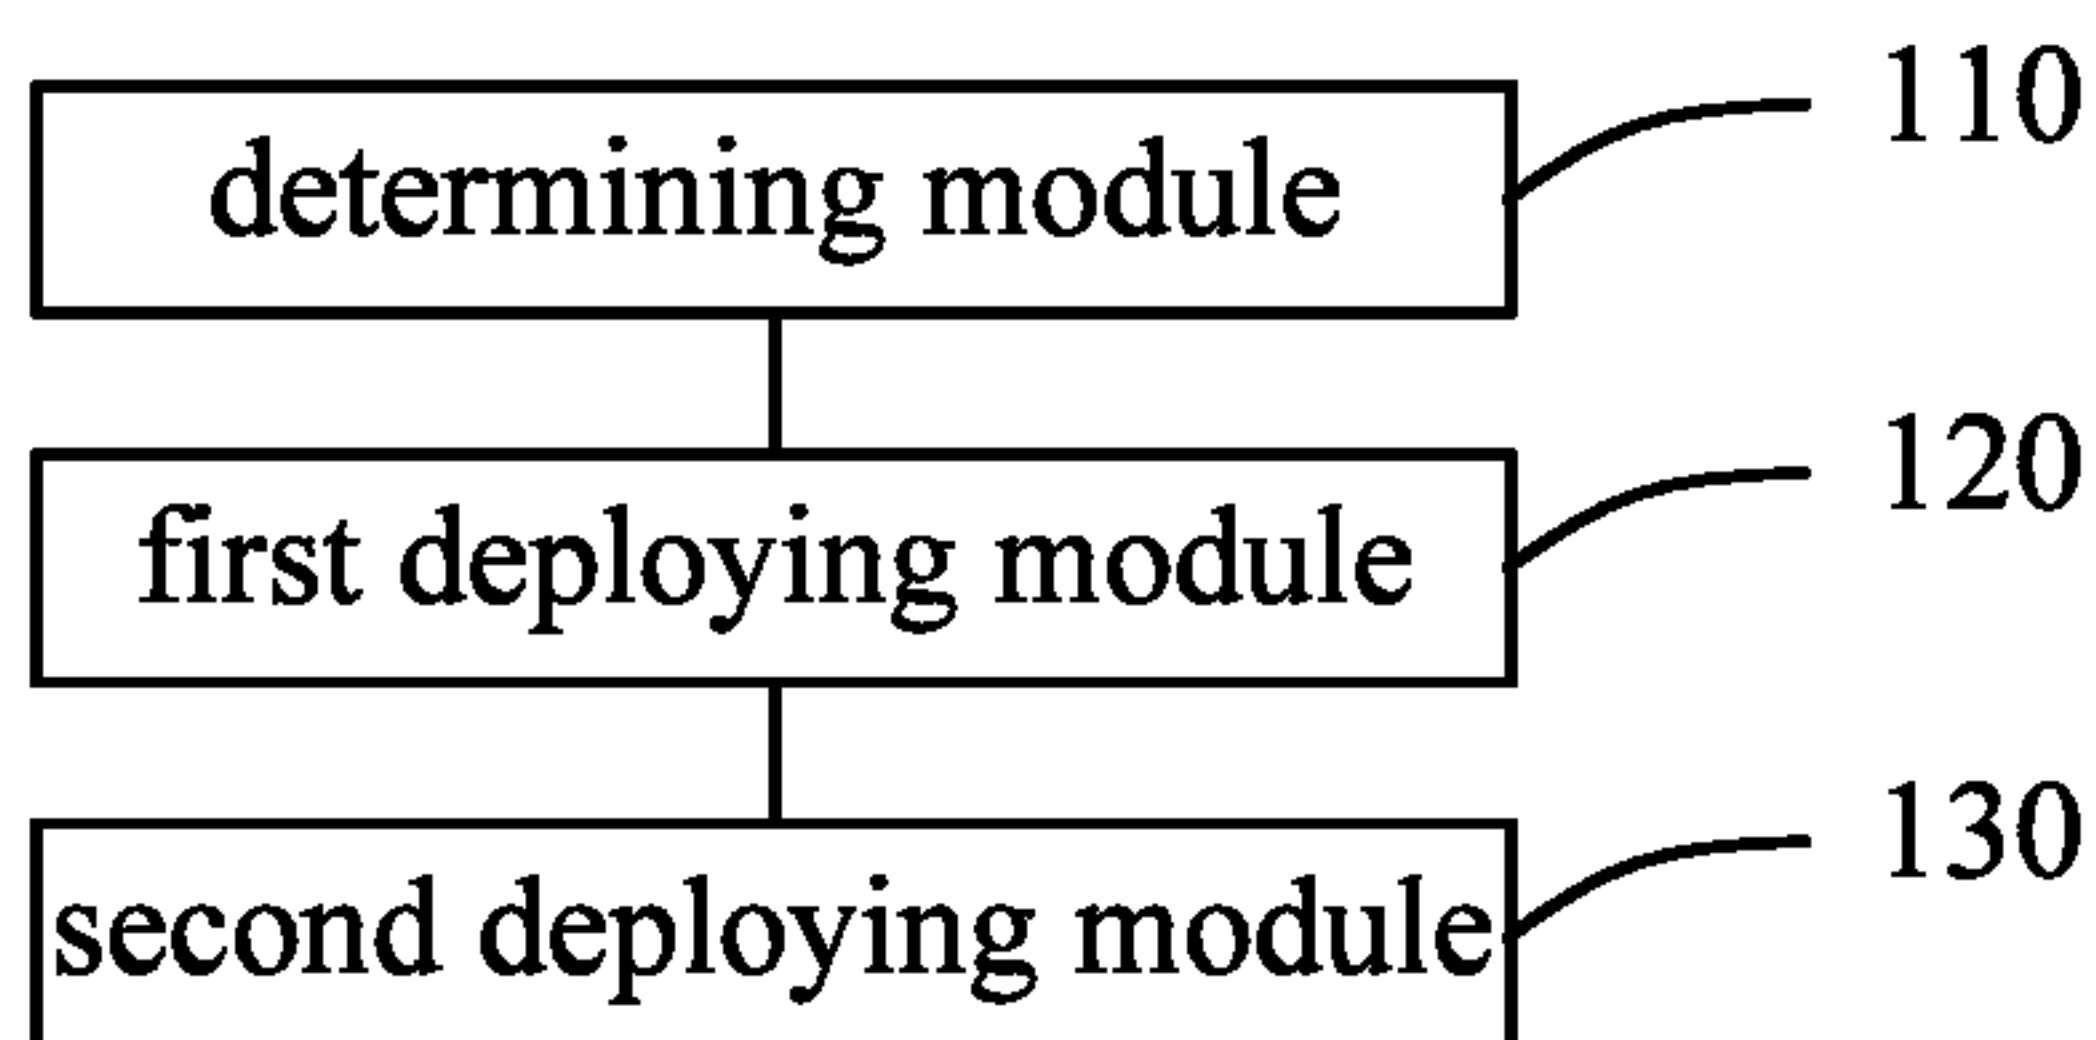 determining module 110
first deploying module 120
second deploying module 130